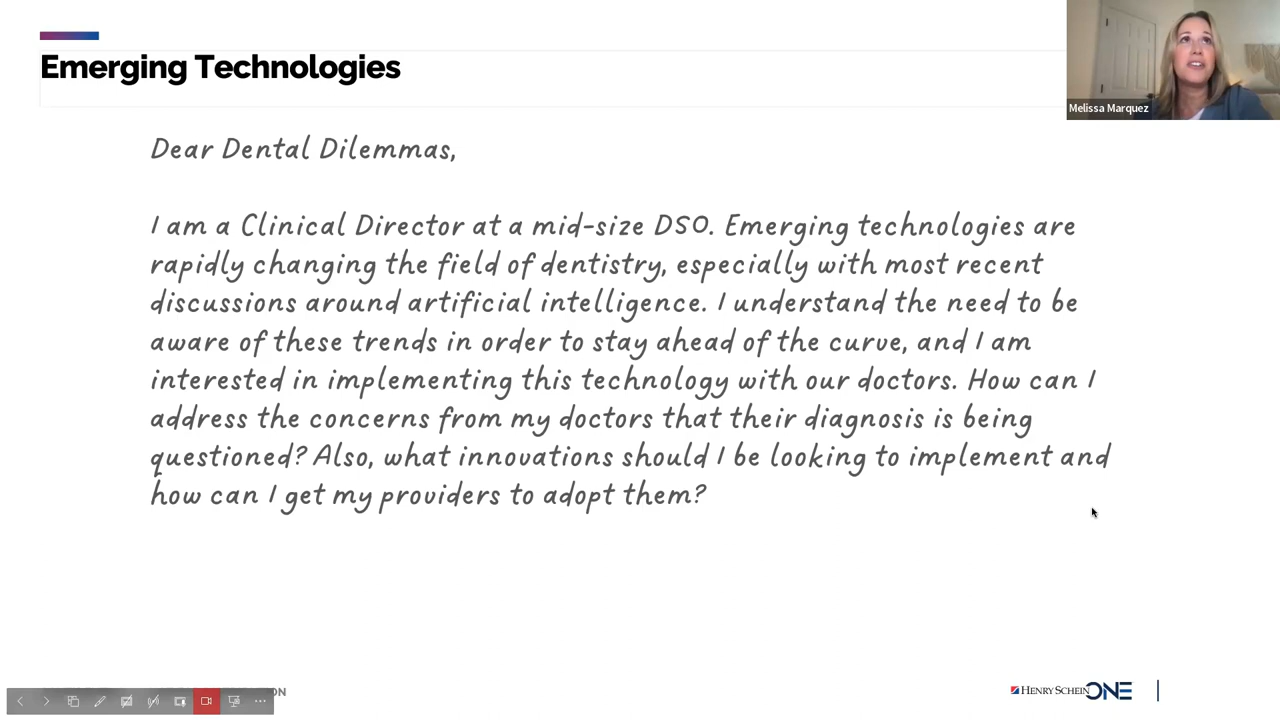 Emerging Technologies
Melissa Marquez
Dear Dental Dilemmas,
I am a Clinical Director at a mid-size DSO. Emerging technologies are
rapidly changing the field of dentistry, especially with most recent
discussions around artificial intelligence. I understand the need to be
aware of these trends in order to stay ahead of the curve, and I am
interested in implementing this technology with our doctors. How can I
address the concerns from my doctors that their diagnosis is being
questioned? Also, what innovations should I be looking to implement and
how can I get my providers to adopt them?
HENRY SCHEIN ONE